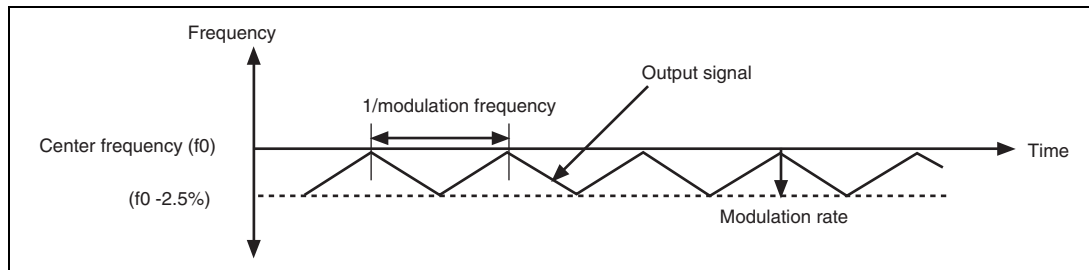 Frequency
Output signal
1/modulation frequency
Center frequency (f0)
Time
(f0 -2.5%)
Modulation rate